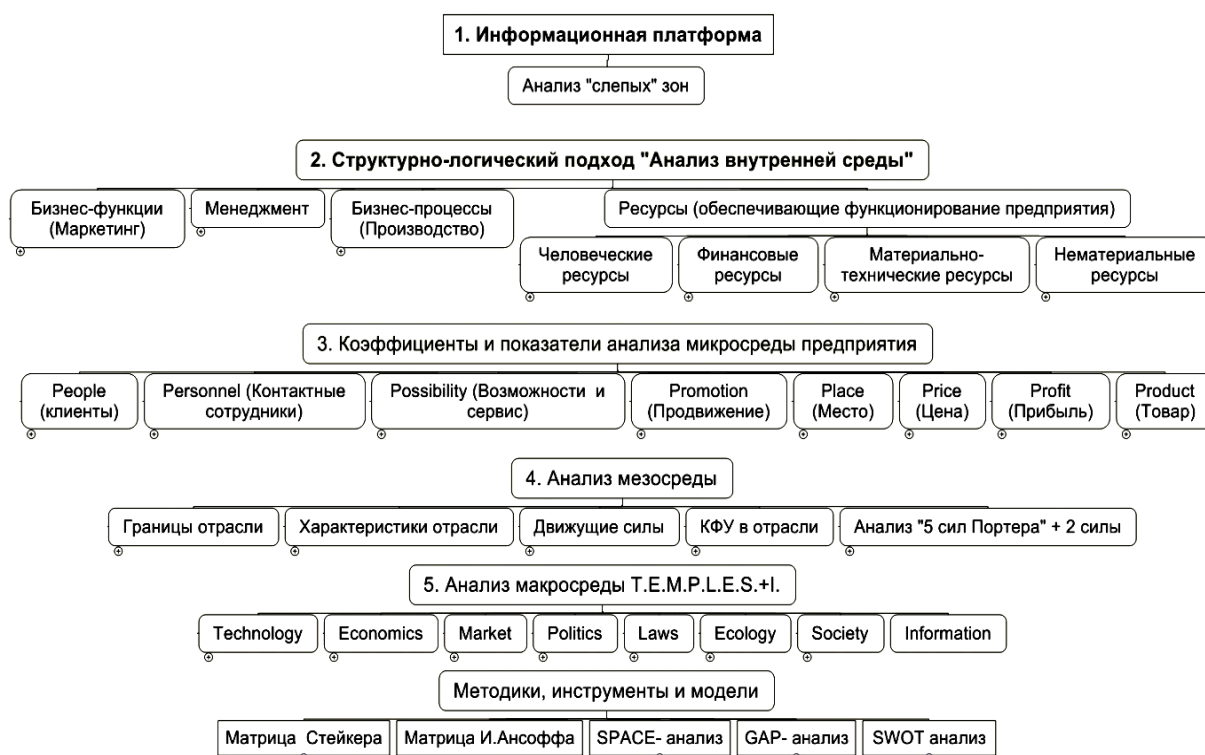 1. Информационная платформа
Анализ "слепых" зон
2. Структурно-логический подход "Анализ внутренней среды"
Бизнес-функции
(Маркетинг)
Менеджмент
Бизнес-процессы
(Производство)
Ресурсы (обеспечивающие функционирование предприятия)
Человеческие
ресурсы
Финансовые
ресурсы
Материально-
технические ресурсы
Нематериальные
ресурсы
3. Коэффициенты и показатели анализа микросреды предприятия
People
(клиенты)
Personnel (Контактные
сотрудники)
Possibility (Возможности и
сервис)
Promotion
(Продвижение)
Place
(Место)
Price
(Цена)
Profit
(Прибыль)
Product
(Товар)
4. Анализ мезосреды
Границы отрасли
Характеристики отрасли
Движущие силы
КФУ в отрасли
Анализ "5 сил Портера" + 2 силы
5. Анализ макросреды T.E.M.P.L.E.S.+I.
Technology
Economics
Market
Politics
Laws
Ecology
Society
Information
Методики, инструменты и модели
Матрица Стейкера
Матрица И.Ансоффа
SPACE- анализ
GAP- анализ
SWOT анализ